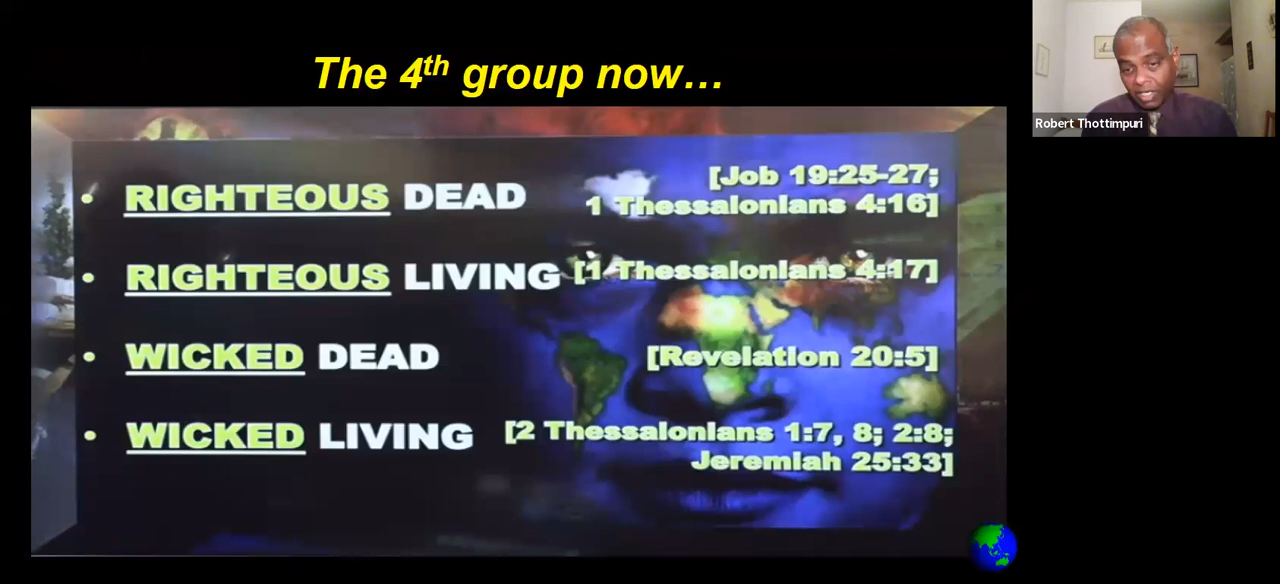 The 4th group now...
• RIGHTEOUS DEAD [Job 19:25-27;
1 Thessalonians 4:16]
• RIGHTEOUS LIVING [1 Thessalonians 4:17]
• WICKED DEAD [Revelation 20:5]
• WICKED LIVING [2 Thessalonians 1:7, 8; 2:8;
Jeremiah 25:33]
Robert Thottimpuri